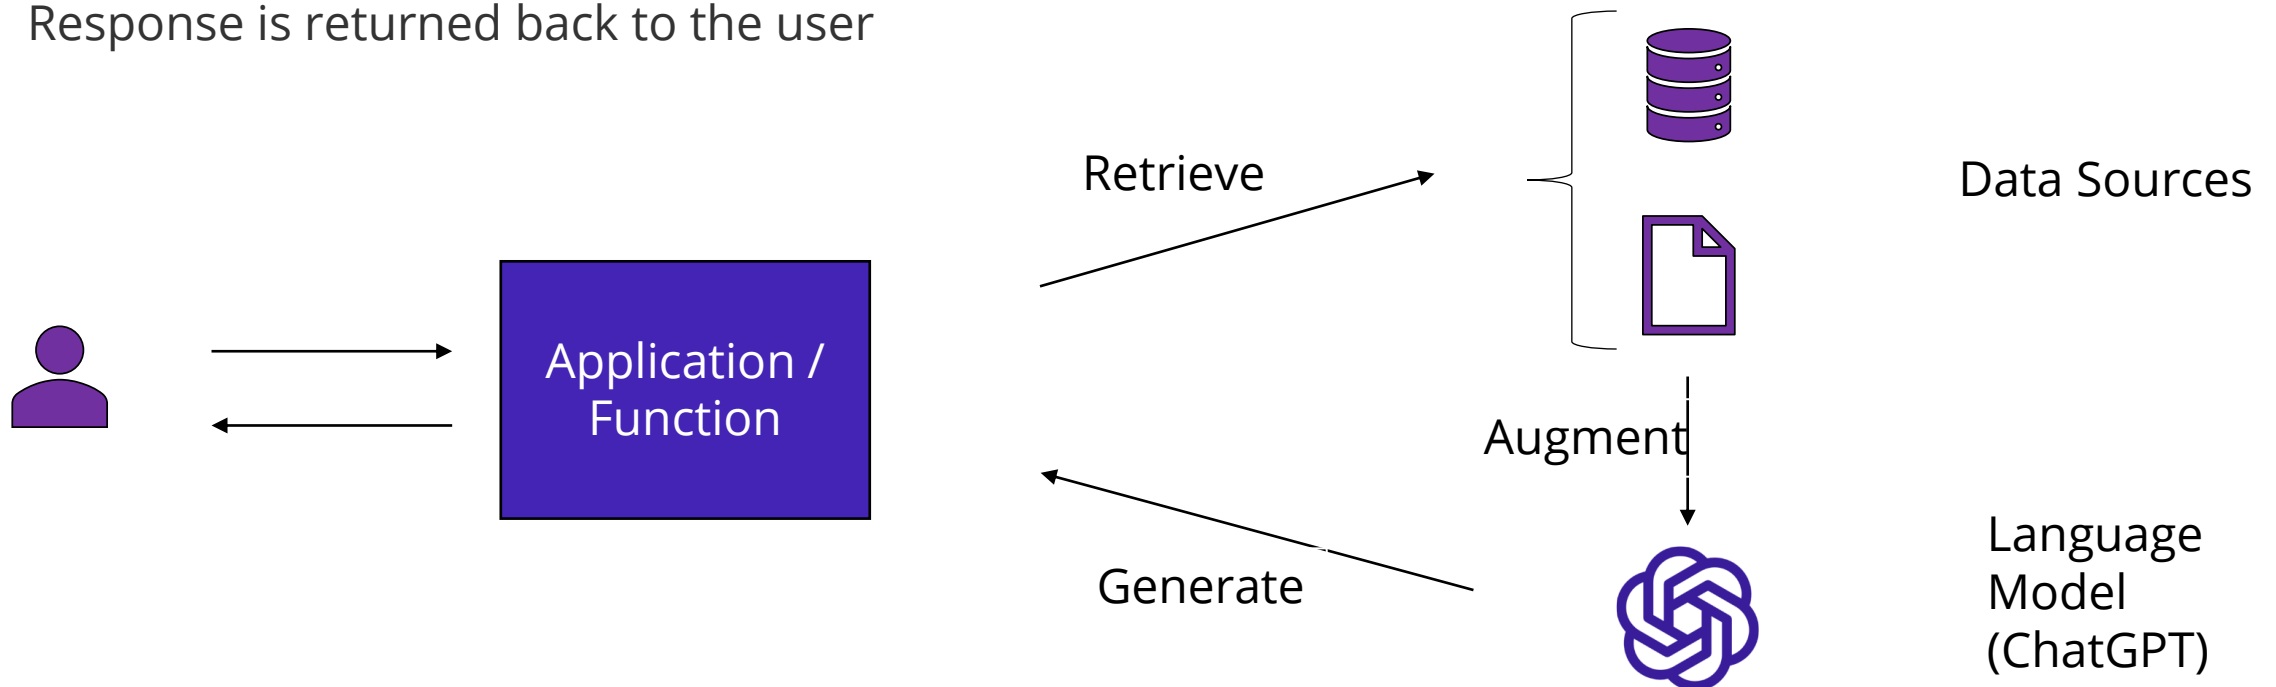 Response is returned back to the user
Retrieve
Data Sources
Application /
Function
Augment
Generate
Language
Model
(ChatGPT)